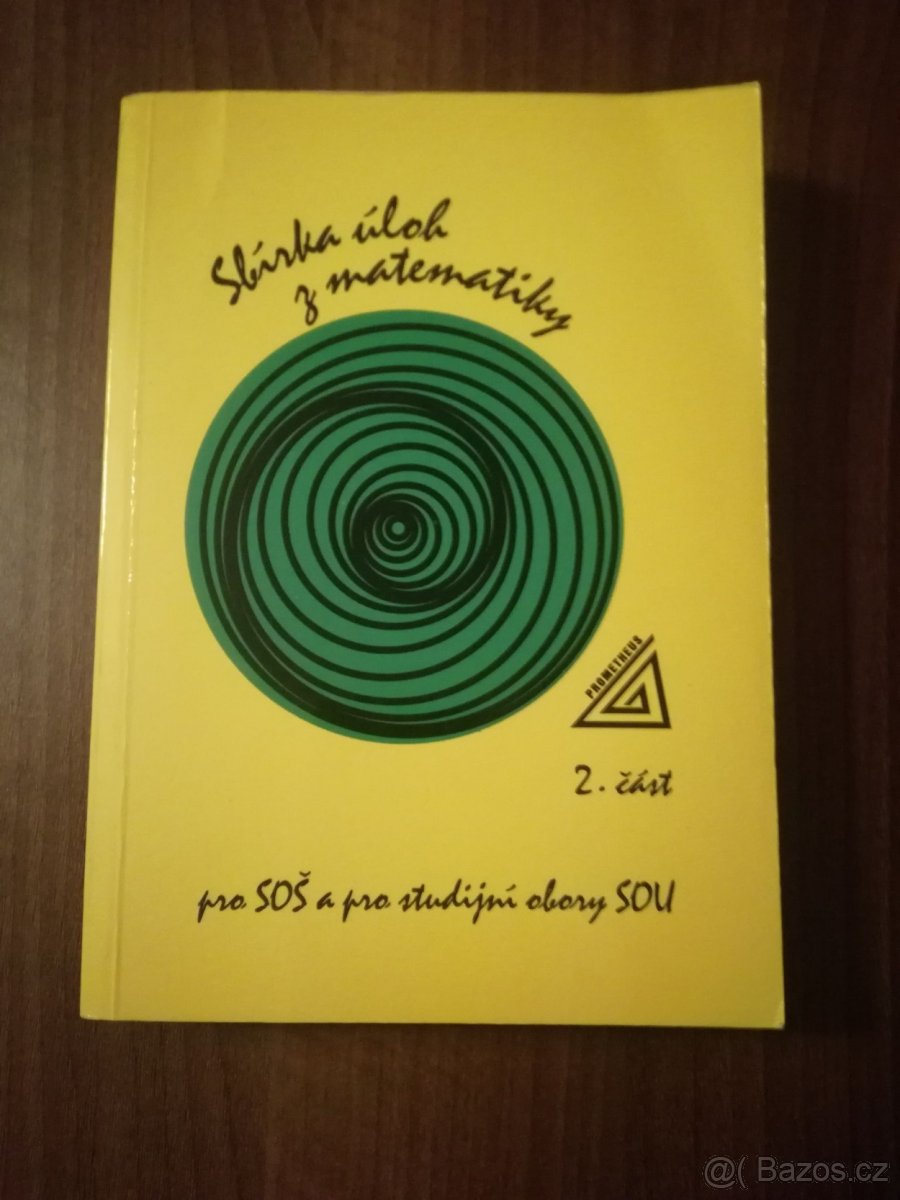 Sbírka úloh
z matematiky
PROMETHEUS
2. část
pro SOŠ a pro studijní obory SOU
@( Bazos.cz